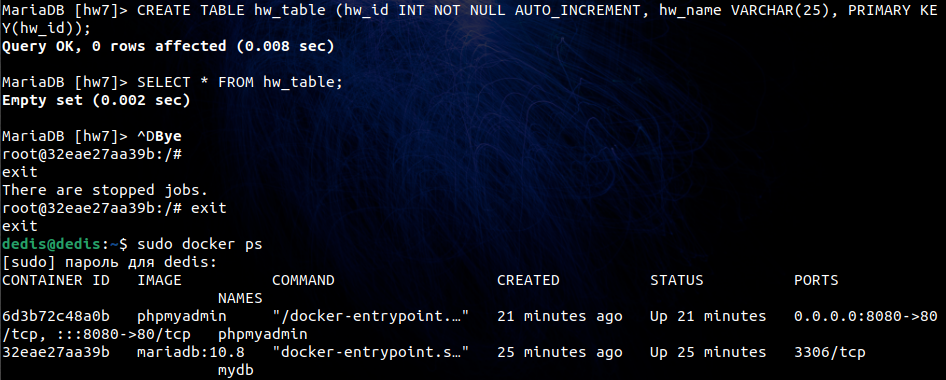 MariaDB [hw7]> CREATE TABLE hw_table (hw_id INT NOT NULL AUTO_INCREMENT, hw_name VARCHAR(25), PRIMARY KE
Y(hw_id));
Query OK, 0 rows affected (0.008 sec)
MariaDB [hw7]> SELECT * FROM hw_table;
Empty set (0.002 sec)
MariaDB [hw7]> ^DBye
root@32eae27aa39b:/#
exit
There are stopped jobs.
root@32eae27aa39b:/# exit
exit
dedis@dedis:~$ sudo docker ps
[sudo] пароль для dedis:
CONTAINER ID   IMAGE          COMMAND                  CREATED          STATUS          PORTS
                        NAMES
6d3b72c48a0b   phpmyadmin     "/docker-entrypoint.…"   21 minutes ago   Up 21 minutes   0.0.0.0:8080->80
/tcp, :::8080->80/tcp   phpmyadmin
32eae27aa39b   mariadb:10.8   "docker-entrypoint.s…"   25 minutes ago   Up 25 minutes   3306/tcp
                        mydb